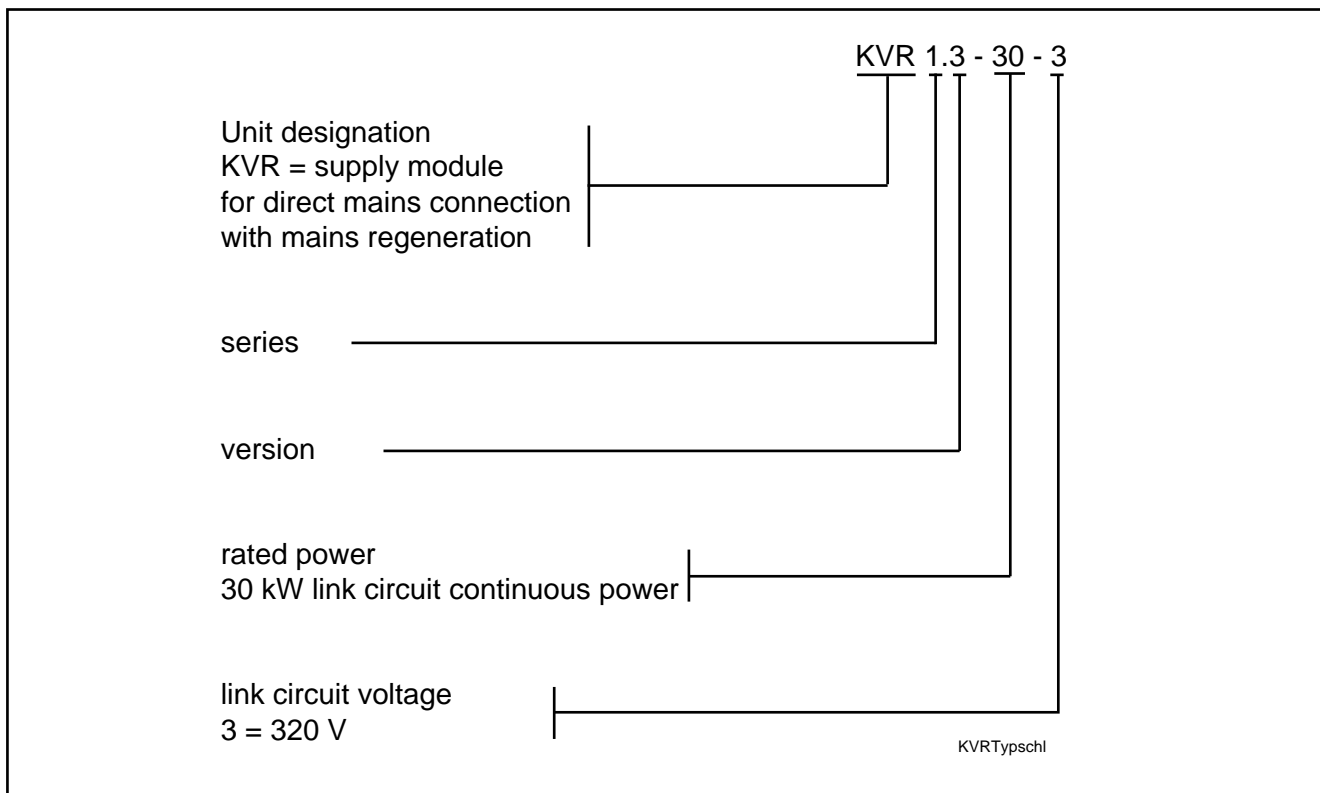 KVR 1.3 - 30 - 3
Unit designation
KVR = supply module
for direct mains connection
with mains regeneration
series
version
rated power
30 kW link circuit continuous power
link circuit voltage
3 = 320 V
KVRTypschl